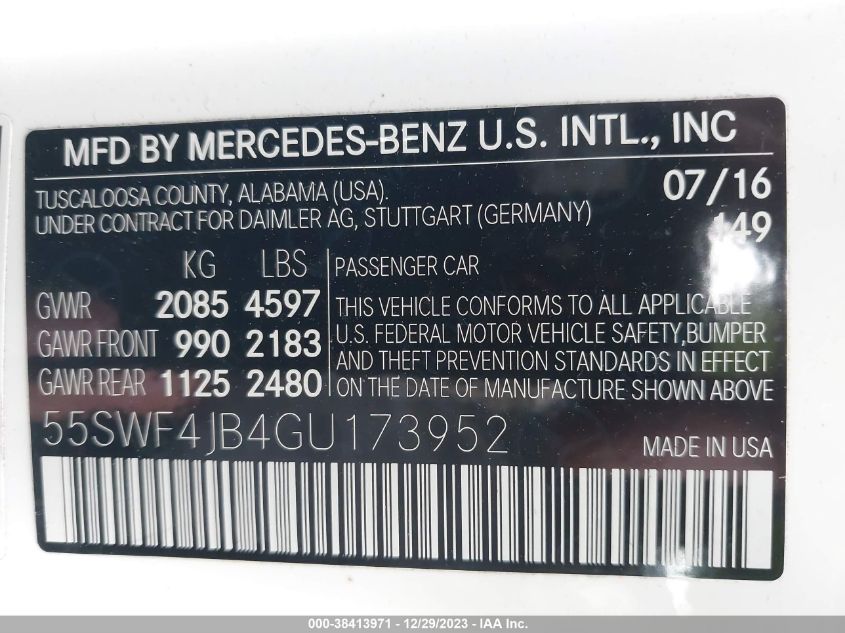 MFD BY MERCEDES-BENZ U.S. INTL., INC
TUSCALOOSA COUNTY, ALABAMA (USA). 07/16
UNDER CONTRACT FOR DAIMLER AG, STUTTGART (GERMANY) 149
KG LBS PASSENGER CAR
GVWR 2085 4597 THIS VEHICLE CONFORMS TO ALL APPLICABLE
GAWR FRONT 990 2183 U.S. FEDERAL MOTOR VEHICLE SAFETY,BUMPER
AND THEFT PREVENTION STANDARDS IN EFFECT
GAWR REAR 1125 2480 ON THE DATE OF MANUFACTURE SHOWN ABOVE
55SWF4JB4GU173952 MADE IN USA
000-38413971 - 12/29/2023 - IAA Inc.